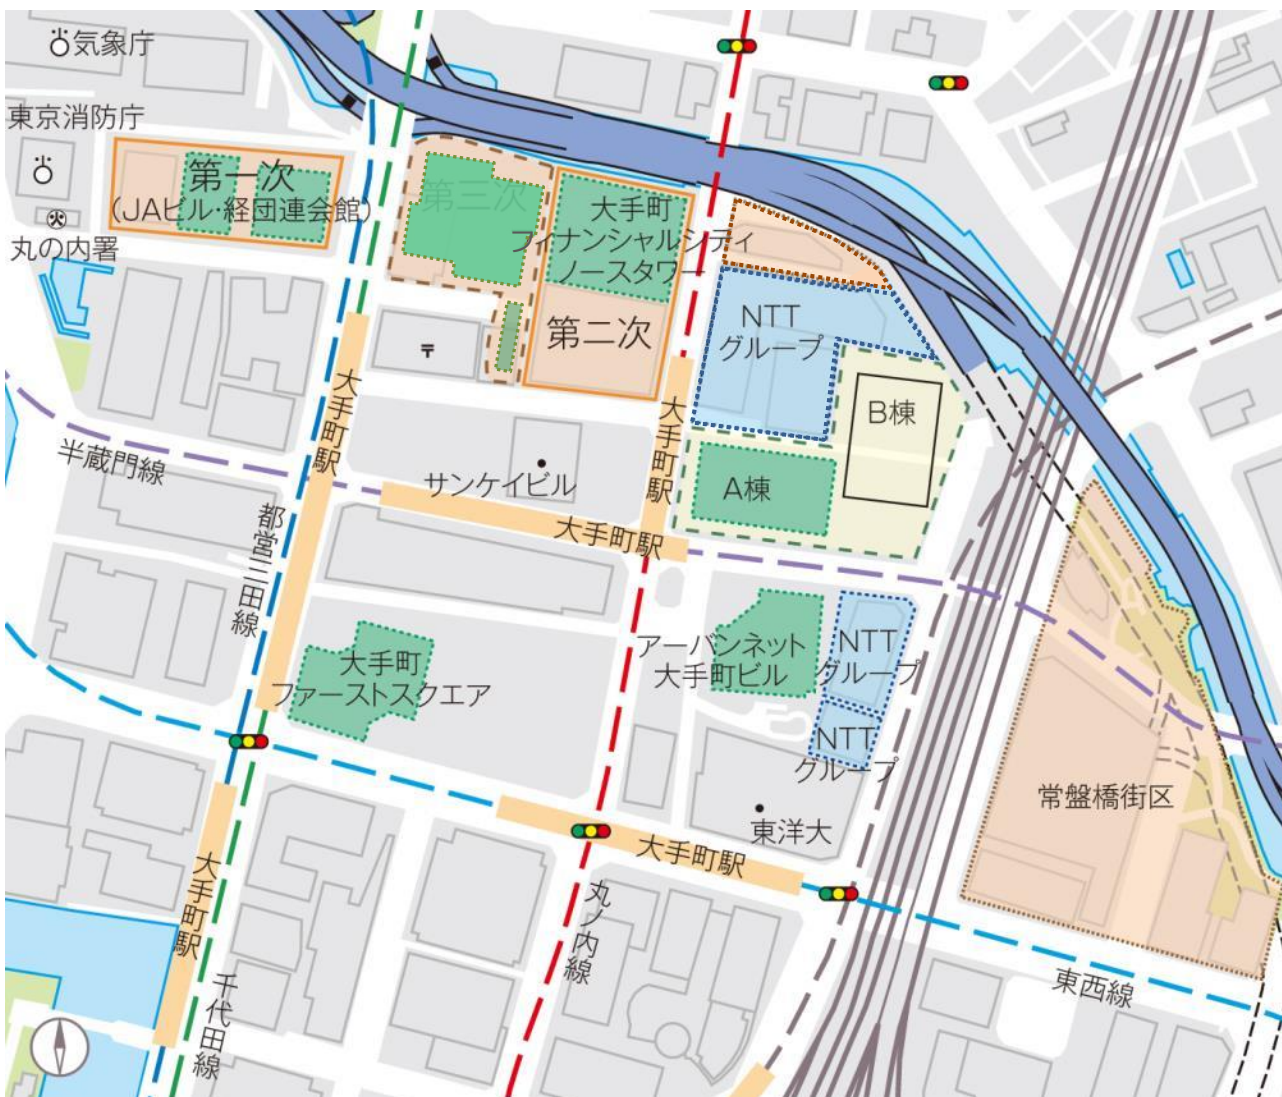 気象庁
東京消防庁
丸の内署
第一次
(JAビル・経団連会館)
第三次
大手町
フィナンシャルシティ
ノースタワー
第二次
NTT
グループ
B棟
A棟
〒
大手町駅
大手町駅
半蔵門線
サンケイビル
大手町駅
都営三田線
大手町
ファーストスクエア
アーバンネット
大手町ビル
NTT
グループ
NTT
グループ
常盤橋街区
東洋大
大手町駅
大手町駅
丸ノ内線
千代田線
東西線